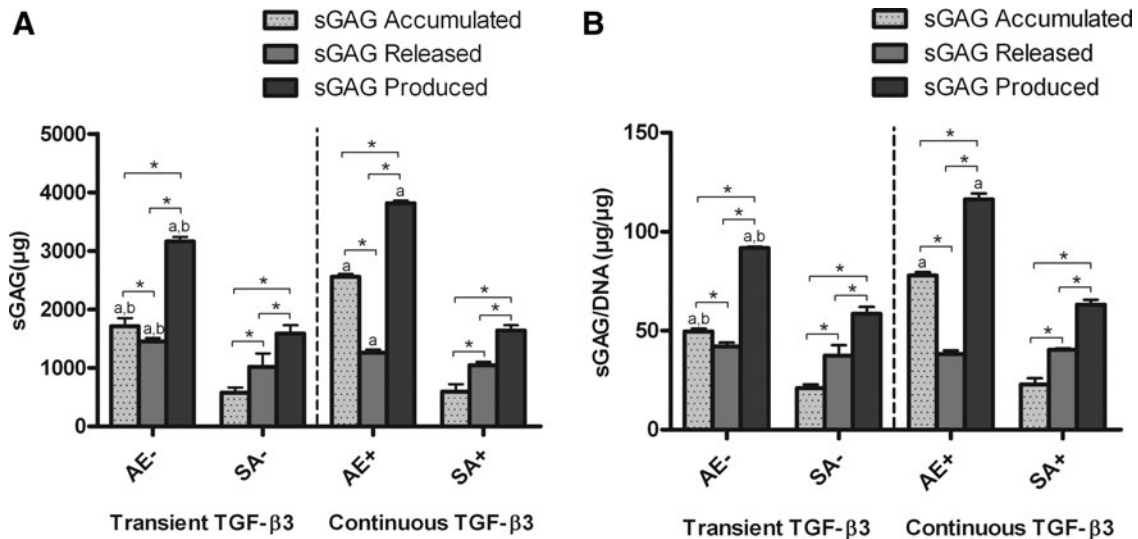 A
sGAG Accumulated
sGAG Released
sGAG Produced
sGAG(µg)
5000
4000
3000
2000
1000
0
* * * a,b a,b a,b
* * *
* * * a a a
* * *
AE- SA- AE+ SA+
Transient TGF-β3 Continuous TGF-β3
B
sGAG Accumulated
sGAG Released
sGAG Produced
sGAG/DNA (µg/µg)
150
100
50
0
* * * a,b a,b
* * *
* * * a a
* * *
AE- SA- AE+ SA+
Transient TGF-β3 Continuous TGF-β3